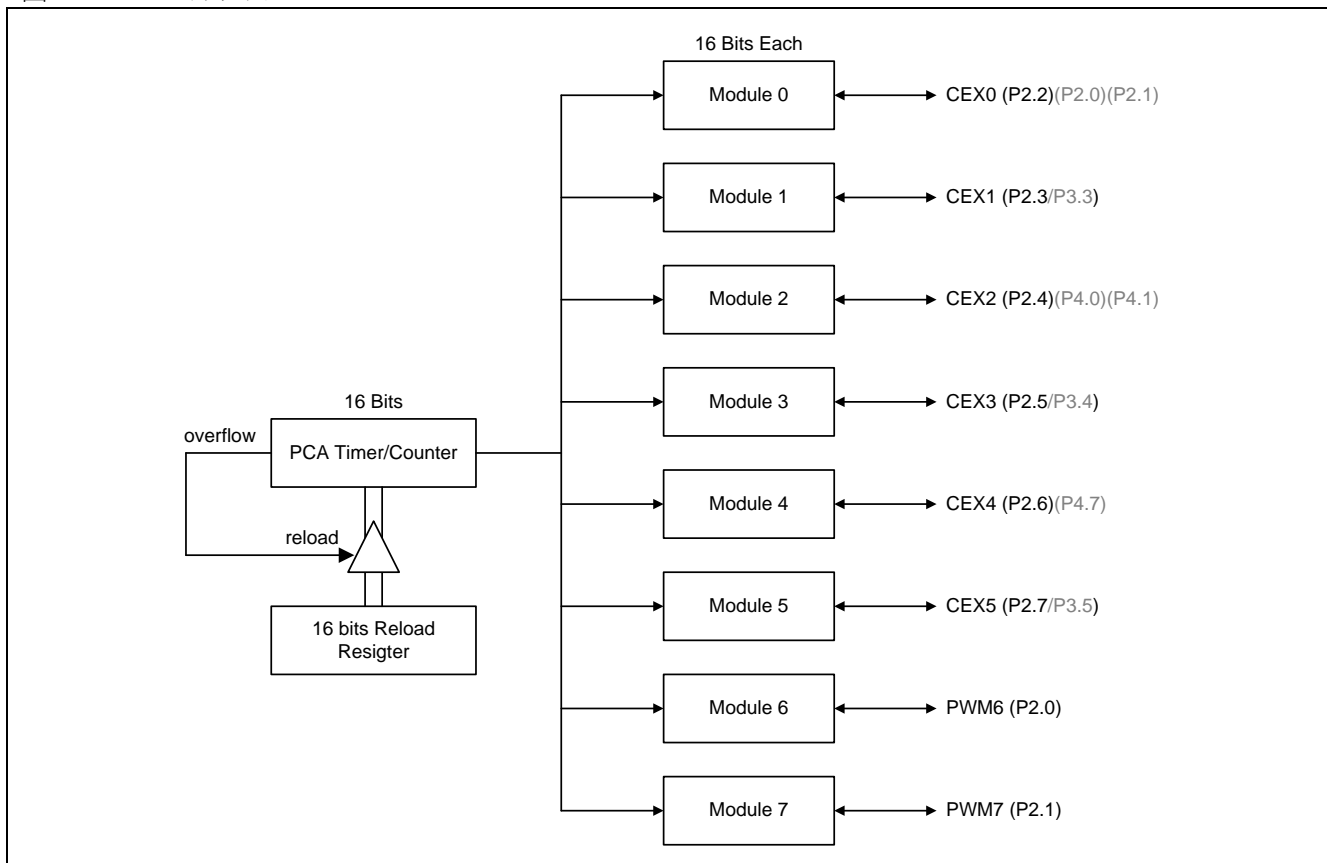 16 Bits Each
Module 0
CEX0 (P2.2)(P2.0)(P2.1)
Module 1
CEX1 (P2.3/P3.3)
Module 2
CEX2 (P2.4)(P4.0)(P4.1)
Module 3
CEX3 (P2.5/P3.4)
16 Bits
overflow
PCA Timer/Counter
Module 4
CEX4 (P2.6)(P4.7)
reload
Module 5
CEX5 (P2.7/P3.5)
16 bits Reload
Resigter
Module 6
PWM6 (P2.0)
Module 7
PWM7 (P2.1)